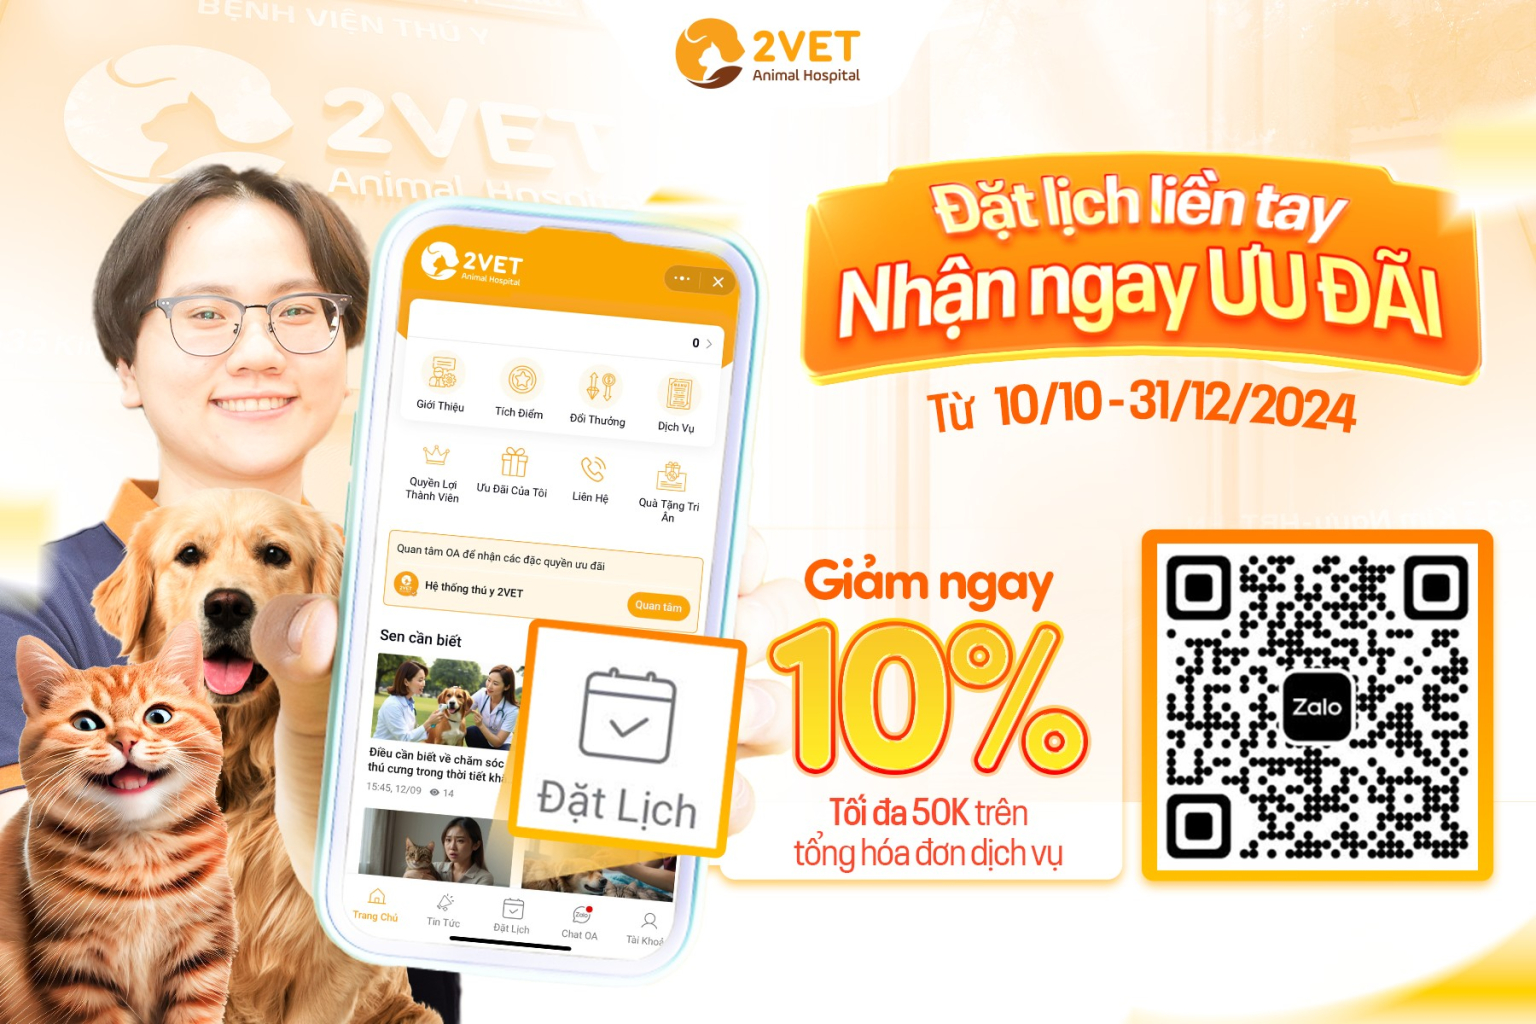 BỆNH VIỆN THÚ Y
2VET
Animal Hospital
2VET
Animal Hospital
Đặt lịch liền tay
Nhận ngay ƯU ĐÃI
Từ 10/10 - 31/12/2024
2VET
Animal Hospital
0
Giới Thiệu
Tích Điểm
Đổi Thưởng
Dịch Vụ
Quyền Lợi
Thành Viên
Ưu Đãi Của Tôi
Liên Hệ
Quà Tặng Tri
Ân
Quan tâm OA để nhận các đặc quyền ưu đãi
Hệ thống thú y 2VET
Quan tâm
Sen cần biết
Điều cần biết về chăm sóc
thú cưng trong thời tiết
15:45, 12/09 14
Đặt Lịch
Trang Chủ
Tin Tức
Đặt Lịch
Zalo
Chat OA
Tài Khoả
Giảm ngay
10%
Tối đa 50K trên
tổng hóa đơn dịch vụ
Zalo